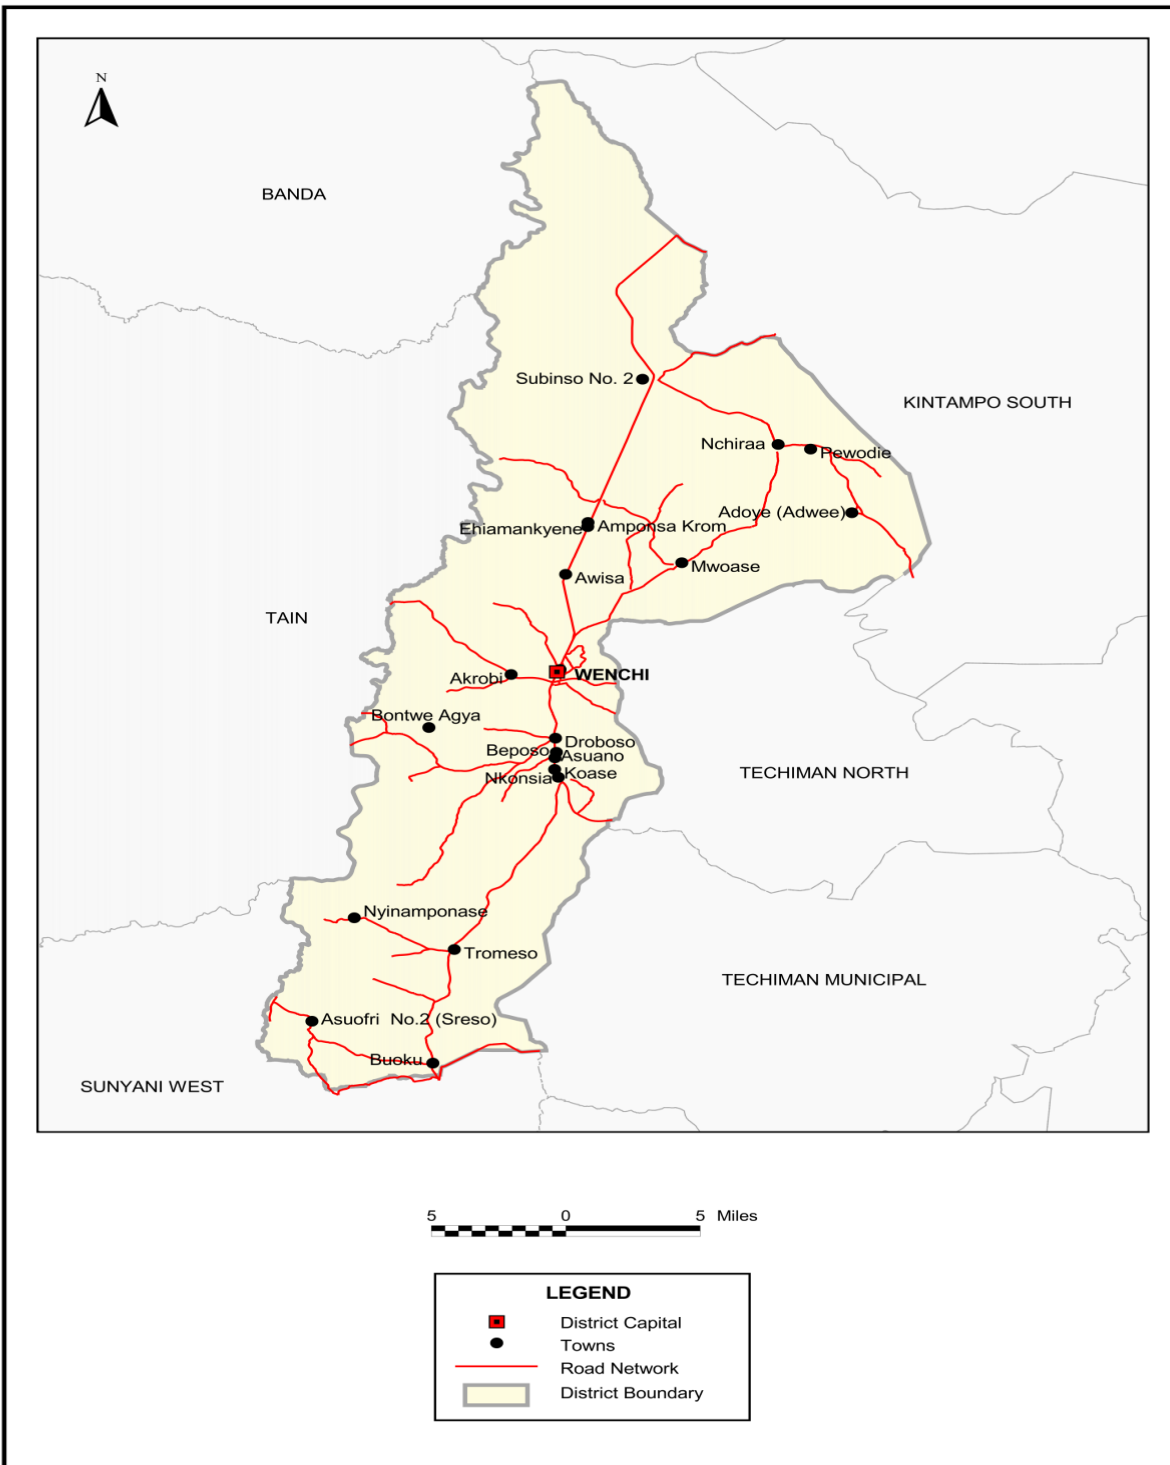 N
BANDA
Subinso No. 2
KINTAMPO SOUTH
Nchiraa
Pewodie
Adoye (Adwee)
Ehiamankyene
Amponsa Krom
Mwoase
Awisa
TAIN
Akrobi
WENCHI
Bontwe Agya
Droboso
Beposo
Asuano
Koase
Nkonsia
TECHIMAN NORTH
Nyinamponase
Tromeso
TECHIMAN MUNICIPAL
Asuofri No.2 (Sreso)
Buoku
SUNYANI WEST
5 0 5 Miles
LEGEND
District Capital
Towns
Road Network
District Boundary